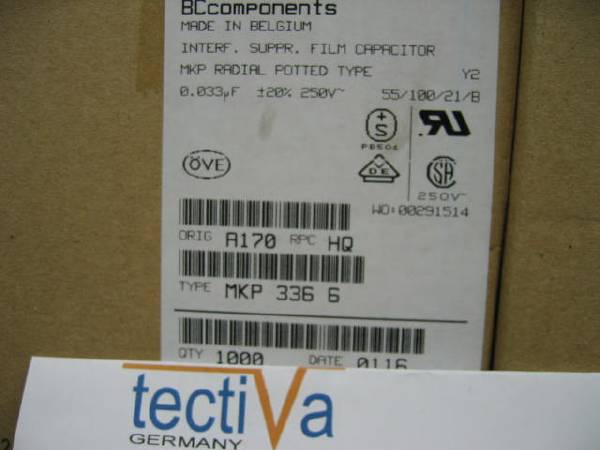 BCcomponents
MADE IN BELGIUM
INTERF. SUPPR. FILM CAPACITOR
MKP RADIAL POTTED TYPE Y2
0.033µF ±20% 250V~ 55/100/21/B
S
ÖVE
DE
SA
250V~
WO:00291514
ORIG A170 RPC HQ
TYPE MKP 336 6
QTY 1000 DATE 0116
tectiVa
GERMANY